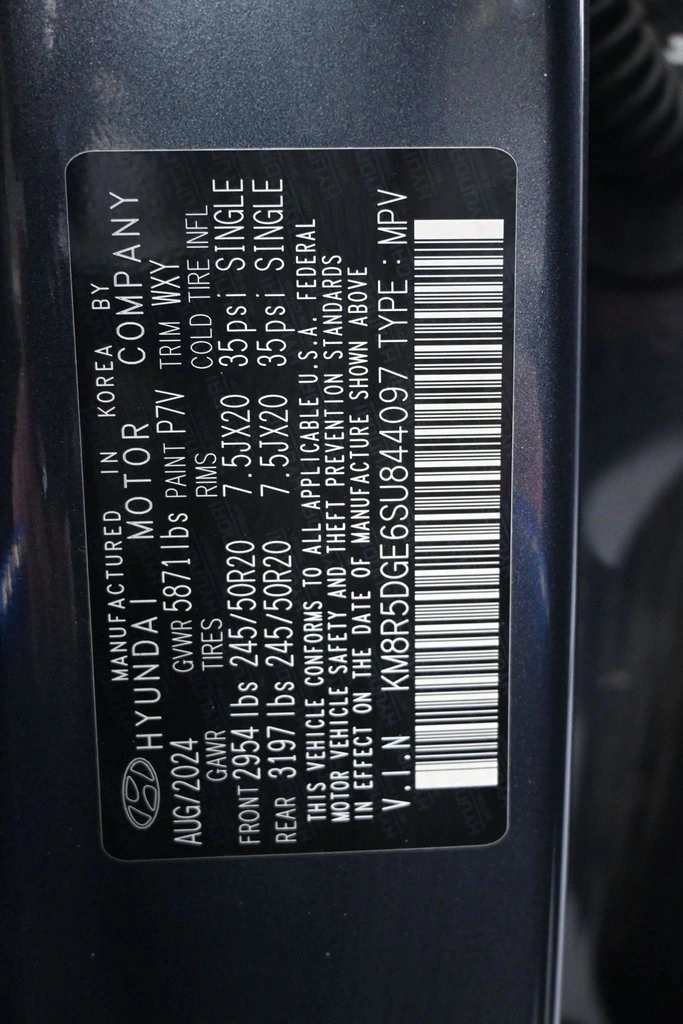 MANUFACTURED IN KOREA BY
HYUNDAI MOTOR COMPANY
AUG/2024 GVWR 5871lbs PAINT P7V TRIM WXY
GAWR TIRES RIMS COLD TIRE INFL
FRONT 2954 lbs 245/50R20 7.5JX20 35psi SINGLE
REAR 3197 lbs 245/50R20 7.5JX20 35psi SINGLE
THIS VEHICLE CONFORMS TO ALL APPLICABLE U.S.A. FEDERAL
MOTOR VEHICLE SAFETY AND THEFT PREVENTION STANDARDS
IN EFFECT ON THE DATE OF MANUFACTURE SHOWN ABOVE
V.I.N KM8R5DGE6SU844097 TYPE : MPV